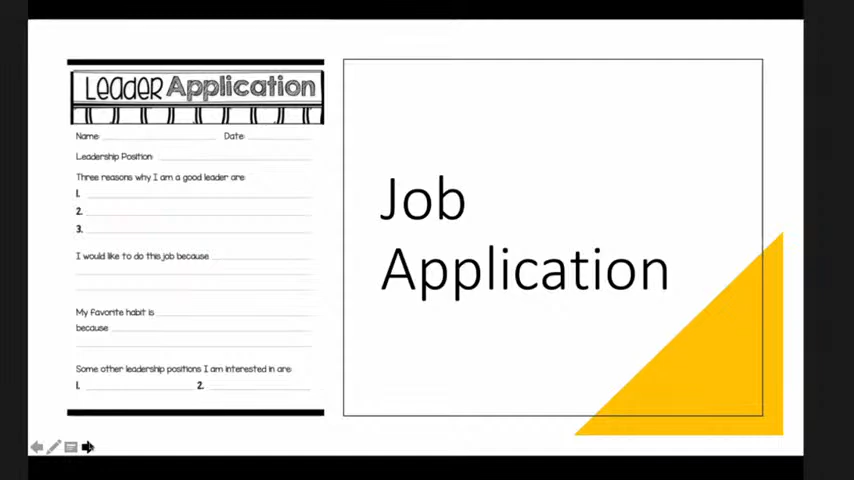 Leader Application
Name: Date:
Leadership Position:
Three reasons why I am a good leader are:
1.
2.
3.
I would like to do this job because
My favorite habit is
because
Some other leadership positions I am interested in are:
1. 2.
Job
Application